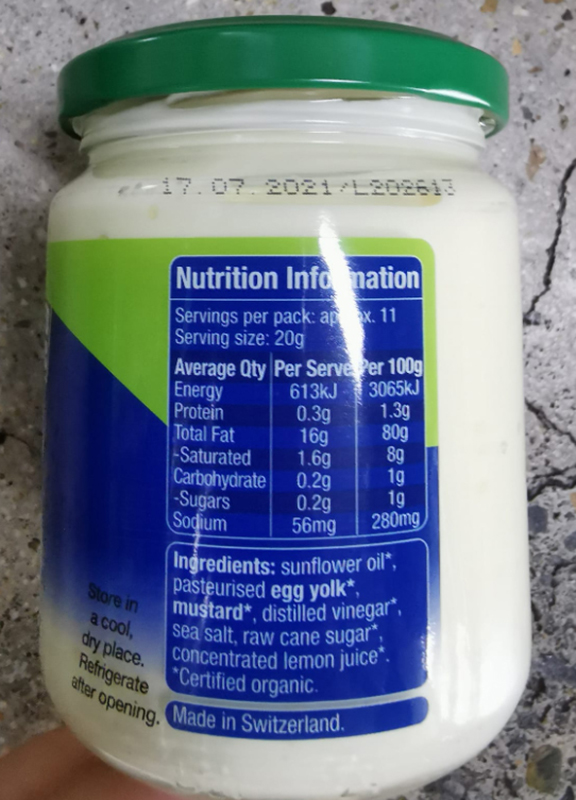 17.07.2021/L202613
Nutrition Information
Servings per pack: approx. 11
Serving size: 20g
Average Qty Per Serve Per 100g
Energy 613kJ 3065kJ
Protein 0.3g 1.3g
Total Fat 16g 80g
-Saturated 1.6g 8g
Carbohydrate 0.2g 1g
-Sugars 0.2g 1g
Sodium 56mg 280mg
Ingredients: sunflower oil*,
pasteurised egg yolk*,
mustard*, distilled vinegar*,
sea salt, raw cane sugar*,
concentrated lemon juice*.
*Certified organic.
Made in Switzerland.
Store in
a cool,
dry place.
Refrigerate
after opening.